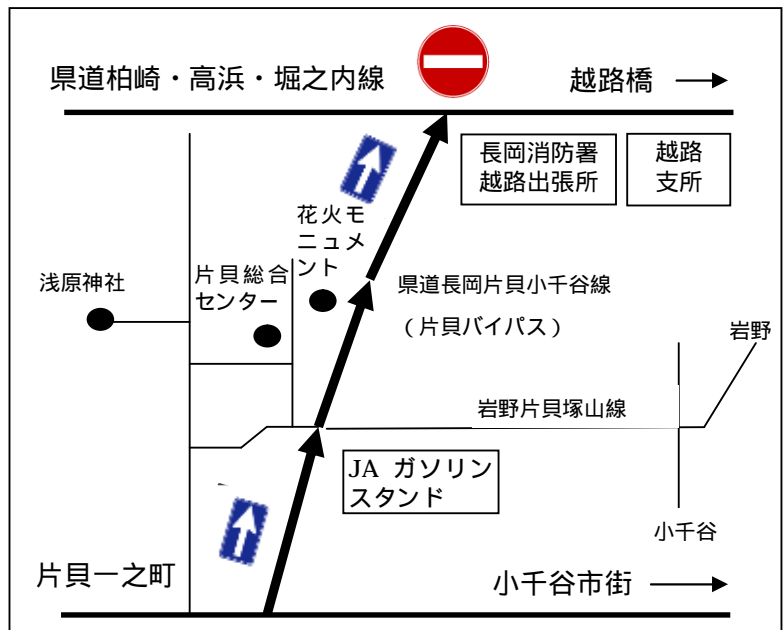 県道柏崎・高浜・堀之内線
越路橋
長岡消防署
越路出張所
越路
支所
花火モ
ニュメ
ント
浅原神社
片貝総合
センター
県道長岡片貝小千谷線
（片貝バイパス）
岩野
岩野片貝塚山線
JA ガソリン
スタンド
小千谷
片貝一之町
小千谷市街